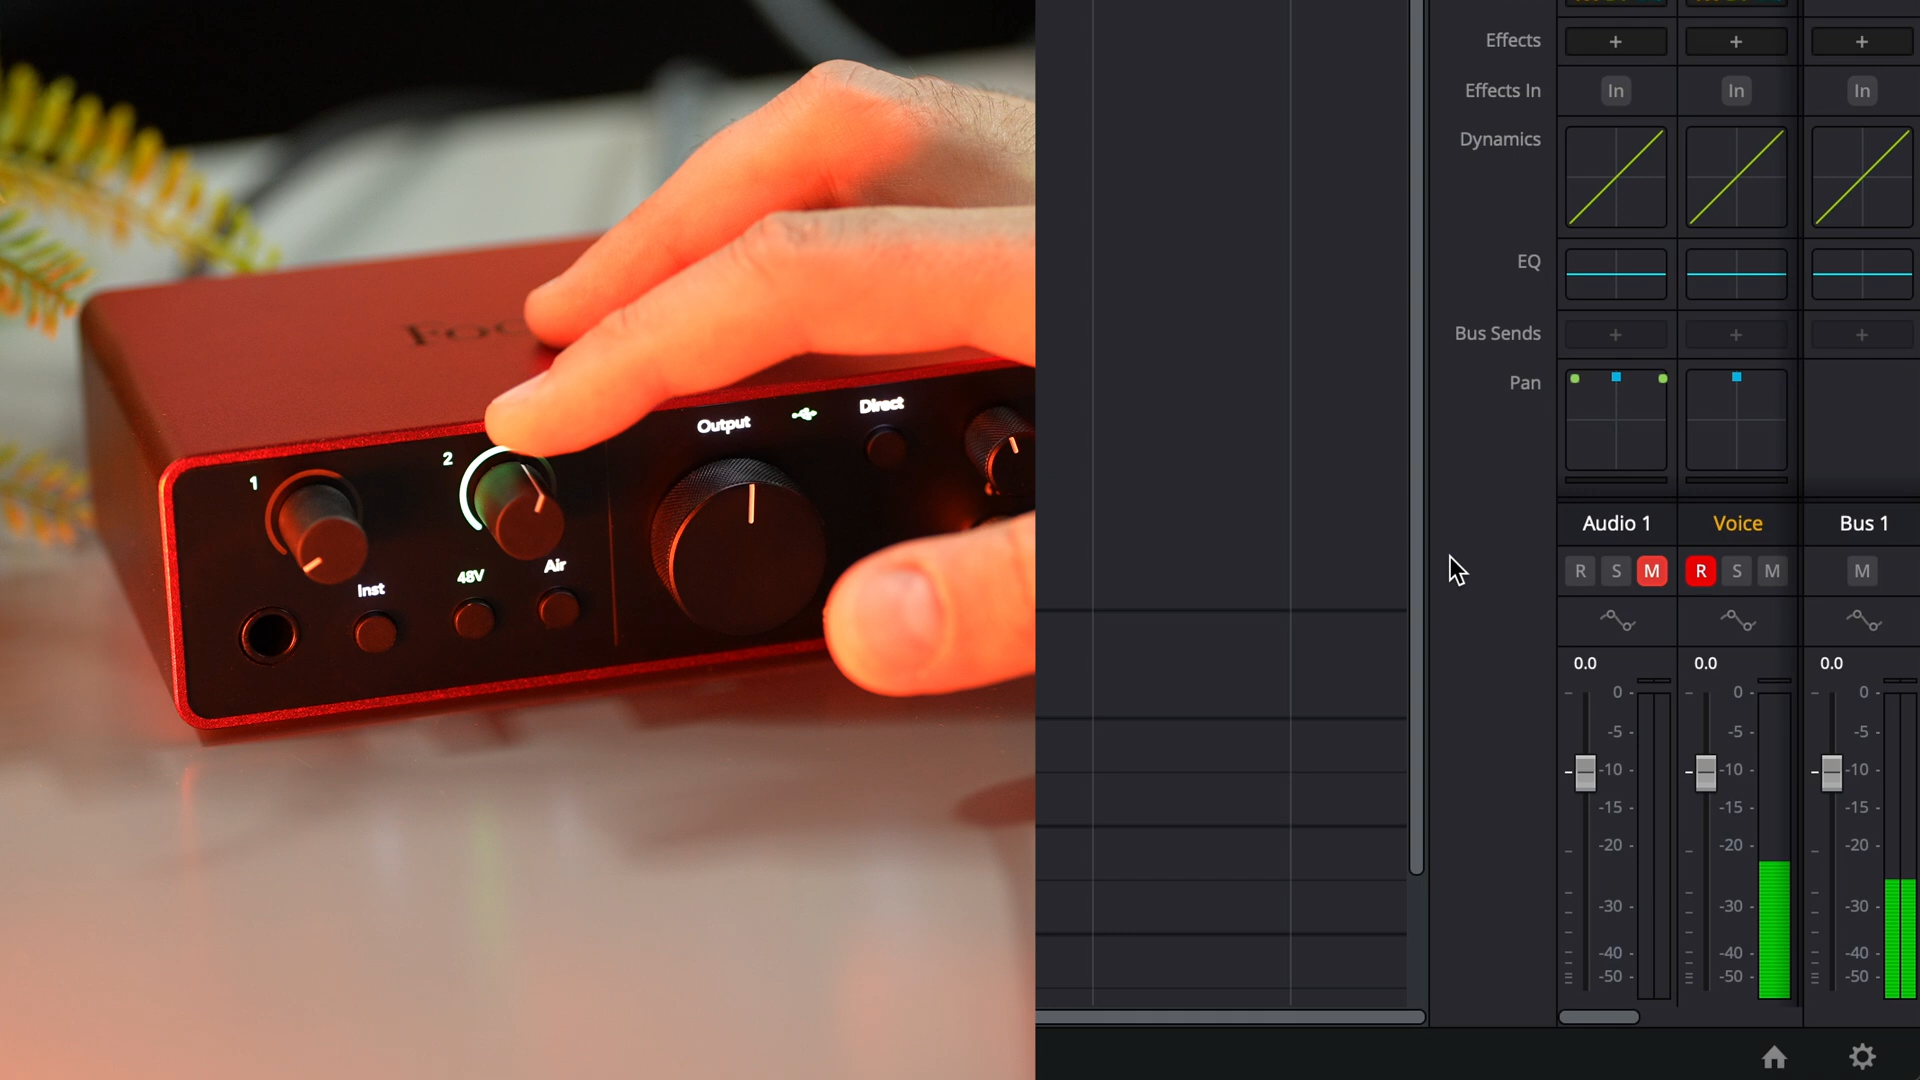 Foc
1
2
Output
Direct
Inst
48V
Air
Effects + + +
Effects In In In In
Dynamics
EQ
Bus Sends + + +
Pan
Audio 1 Voice Bus 1
R S M R S M M
0.0 0.0 0.0
0 0 0
-5 -5 -5
-10 -10 -10
-15 -15 -15
-20 -20 -20
-30 -30 -30
-40 -40 -40
-50 -50 -50